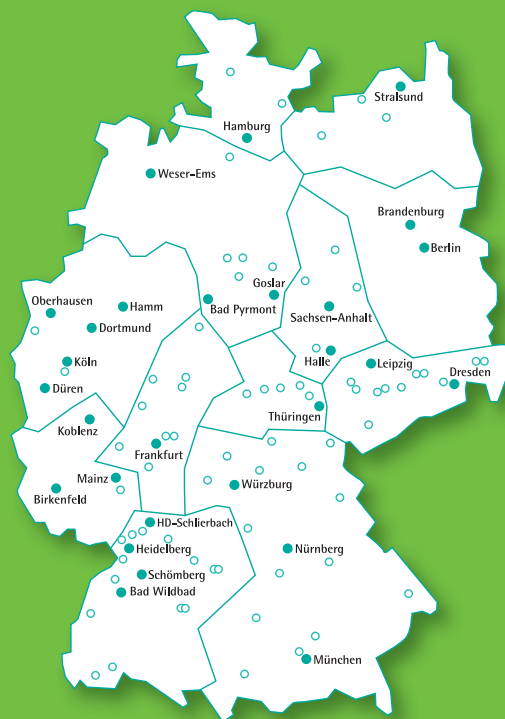 Stralsund
Hamburg
Weser-Ems
Brandenburg
Berlin
Goslar
Bad Pyrmont
Oberhausen
Hamm
Sachsen-Anhalt
Dortmund
Halle
Köln
Leipzig
Dresden
Düren
Thüringen
Koblenz
Frankfurt
Mainz
Würzburg
Birkenfeld
HD-Schlierbach
Heidelberg
Nürnberg
Schömberg
Bad Wildbad
München